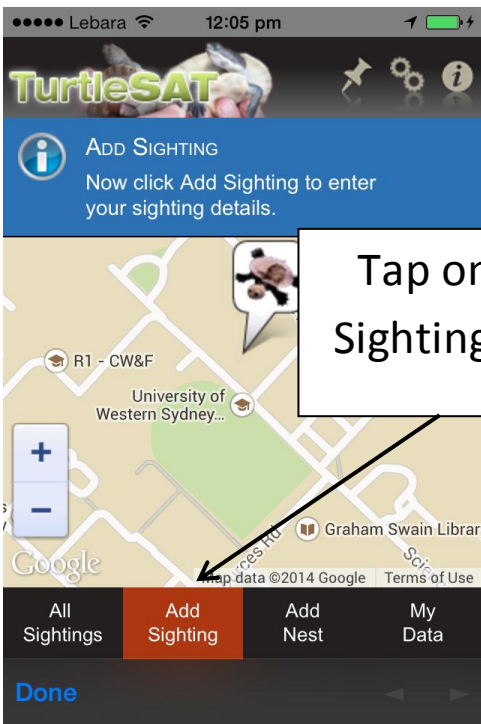 Lebara 12:05 pm
TurtleSAT
ADD SIGHTING
Now click Add Sighting to enter
your sighting details.
Tap on
Sighting
R1 - CW&F
University of
Western Sydney...
Graham Swain Librar
Google
Map data ©2014 Google Terms of Use
All
Sightings
Add
Sighting
Add
Nest
My
Data
Done